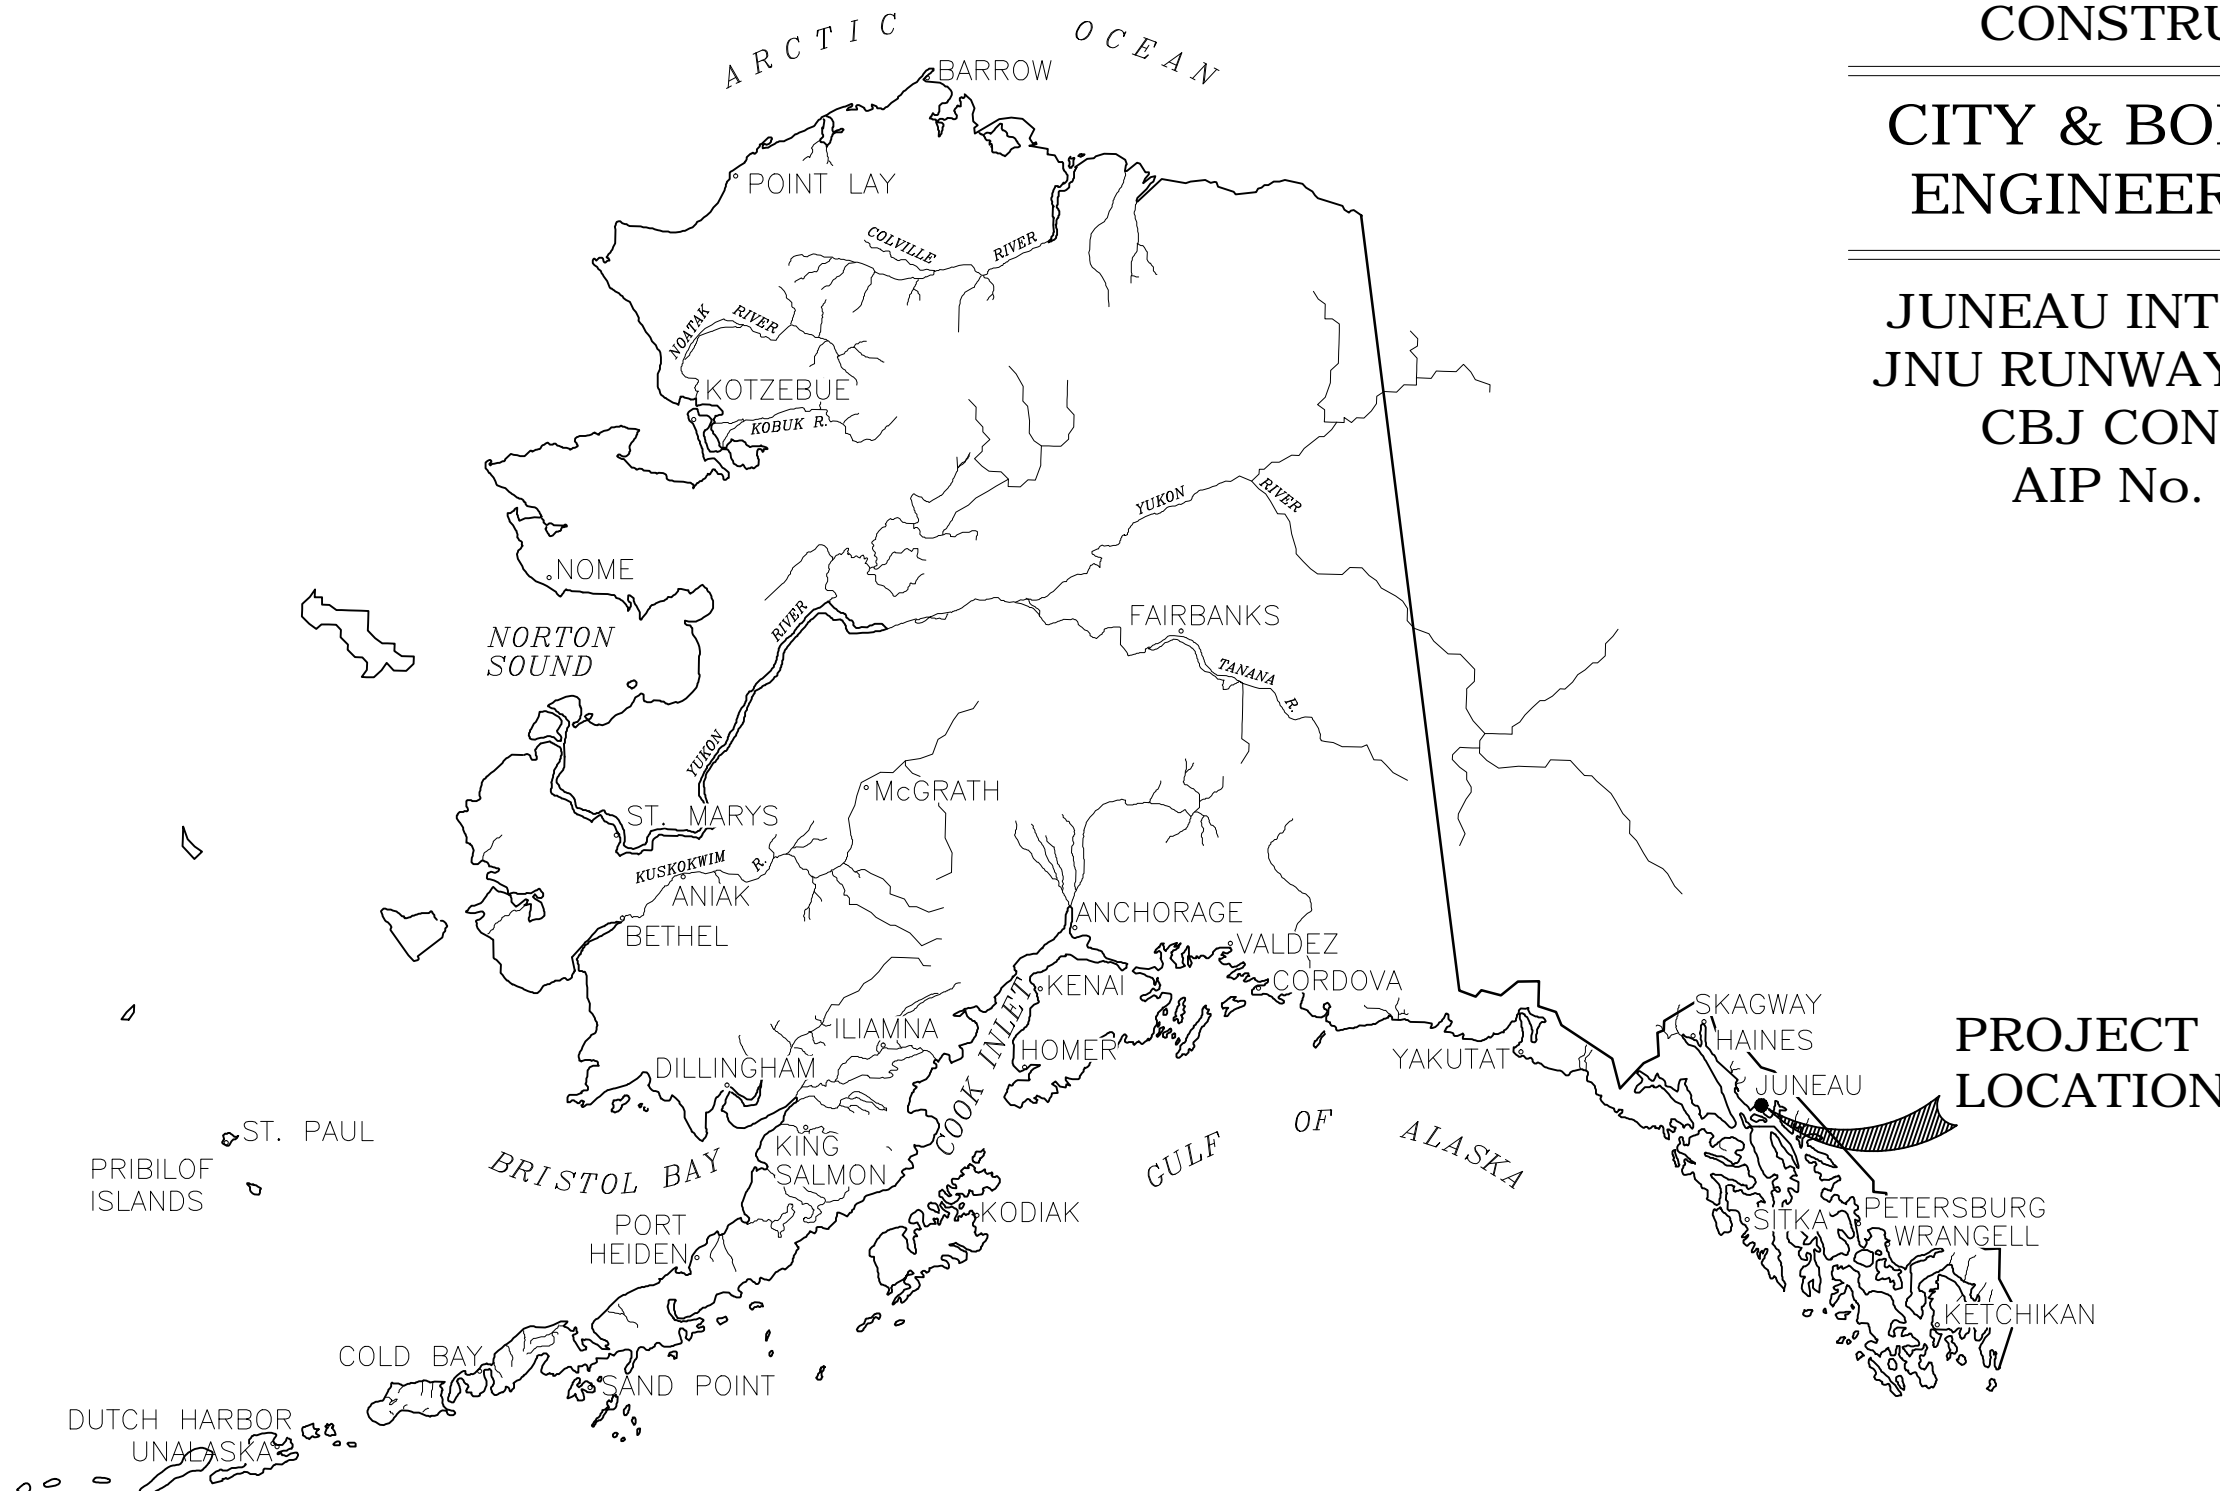 ARCTIC OCEAN
BARROW
POINT LAY
COLVILLE RIVER
NOATAK RIVER
KOTZEBUE
KOBUK R.
YUKON RIVER
NOME
NORTON
SOUND
FAIRBANKS
TANANA R.
YUKON RIVER
McGRATH
ST. MARYS
KUSKOKWIM R.
ANIAK
BETHEL
ANCHORAGE
VALDEZ
CORDOVA
KENAI
COOK INLET
ILIAMNA
HOMER
DILLINGHAM
YAKUTAT
SKAGWAY
HAINES
JUNEAU
PROJECT
LOCATION
ST. PAUL
PRIBILOF
ISLANDS
BRISTOL BAY
KING
SALMON
GULF OF ALASKA
KODIAK
PORT
HEIDEN
SITKA
PETERSBURG
WRANGELL
KETCHIKAN
COLD BAY
SAND POINT
DUTCH HARBOR
UNALASKA
CONSTRU
CITY & BO
ENGINEER
JUNEAU INT
JNU RUNWAY
CBJ CON
AIP No.